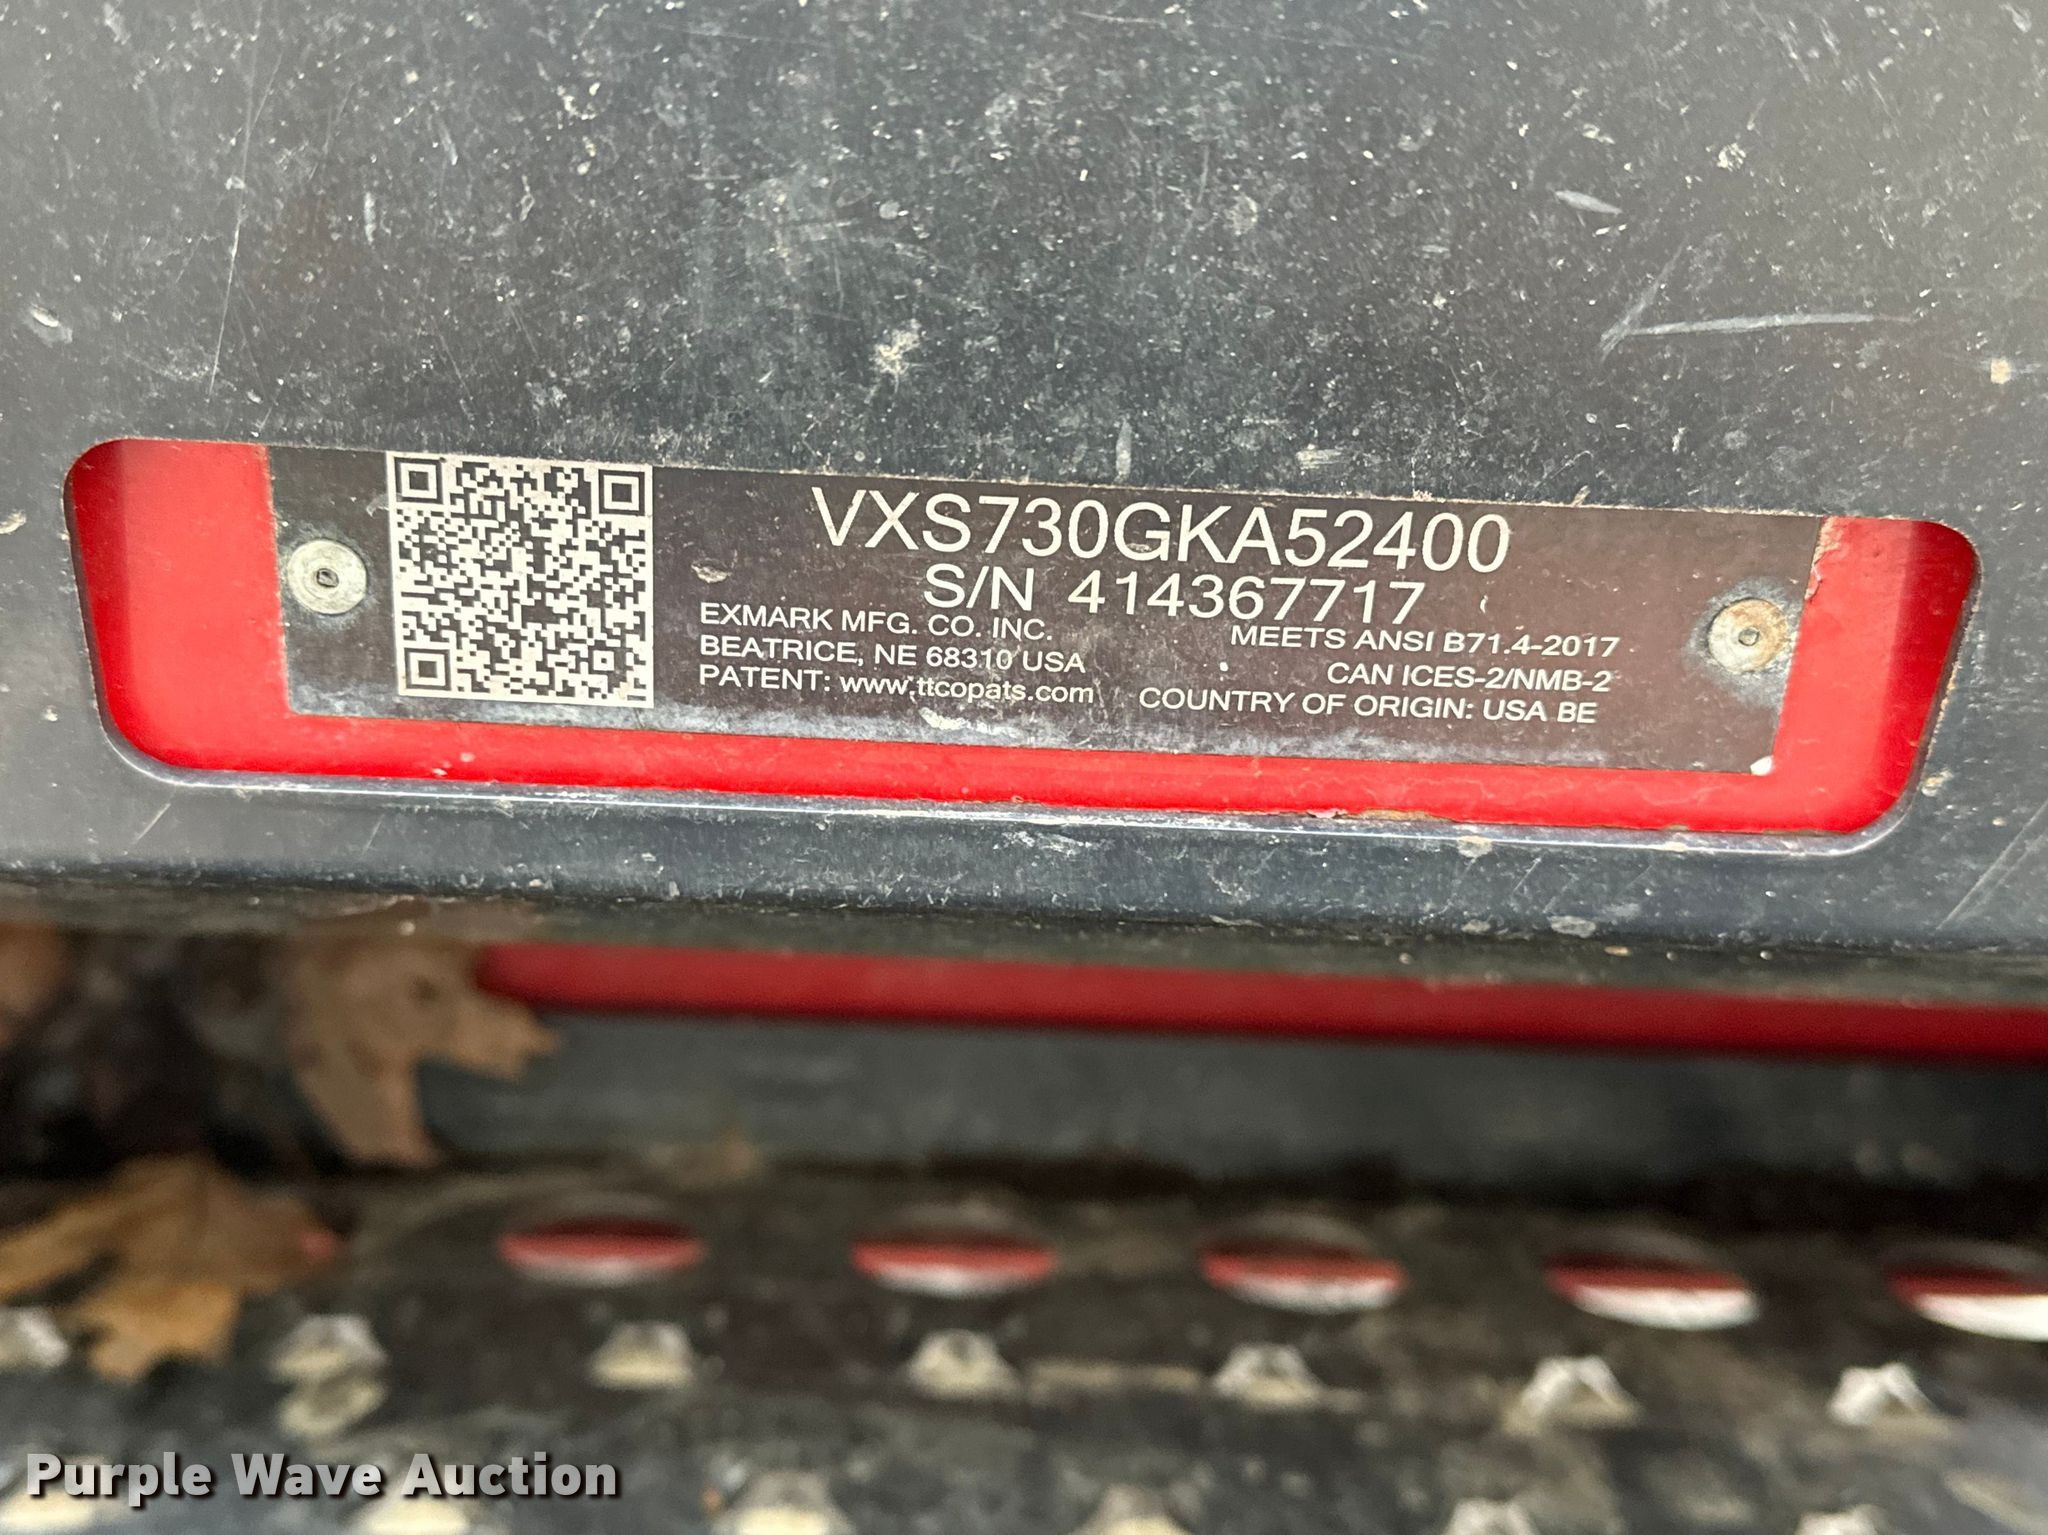 VXS730GKA52400
S/N 414367717
EXMARK MFG. CO. INC.
BEATRICE, NE 68310 USA
PATENT: www.ttcopats.com
MEETS ANSI B71.4-2017
CAN ICES-2/NMB-2
COUNTRY OF ORIGIN: USA BE
Purple Wave Auction